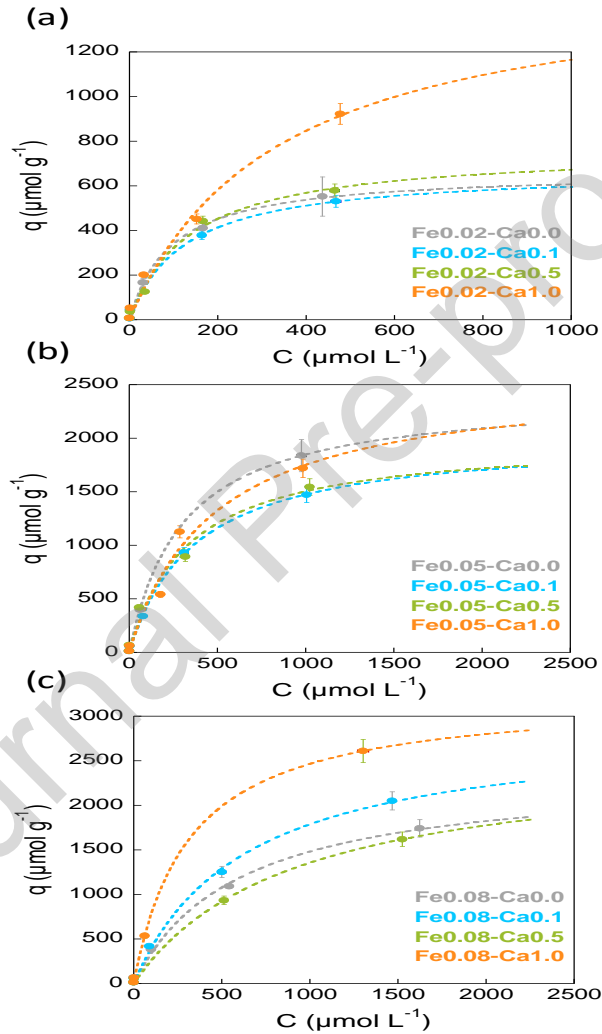 (a)
1200
1000
800
600
400
200
0
q (µmol g⁻¹)
Fe0.02-Ca0.0
Fe0.02-Ca0.1
Fe0.02-Ca0.5
Fe0.02-Ca1.0
0 200 400 600 800 1000
C (µmol L⁻¹)
(b)
2500
2000
1500
1000
500
0
q (µmol g⁻¹)
Fe0.05-Ca0.0
Fe0.05-Ca0.1
Fe0.05-Ca0.5
Fe0.05-Ca1.0
0 500 1000 1500 2000 2500
C (µmol L⁻¹)
(c)
3000
2500
2000
1500
1000
500
0
q (µmol g⁻¹)
Fe0.08-Ca0.0
Fe0.08-Ca0.1
Fe0.08-Ca0.5
Fe0.08-Ca1.0
0 500 1000 1500 2000 2500
C (µmol L⁻¹)
urnal Pre-pro